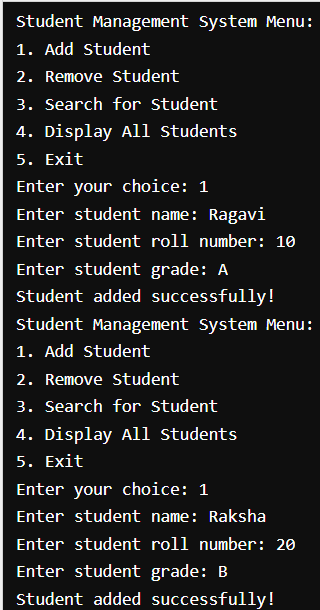 Student Management System Menu:
1. Add Student
2. Remove Student
3. Search for Student
4. Display All Students
5. Exit
Enter your choice: 1
Enter student name: Ragavi
Enter student roll number: 10
Enter student grade: A
Student added successfully!
Student Management System Menu:
1. Add Student
2. Remove Student
3. Search for Student
4. Display All Students
5. Exit
Enter your choice: 1
Enter student name: Raksha
Enter student roll number: 20
Enter student grade: B
Student added successfully!